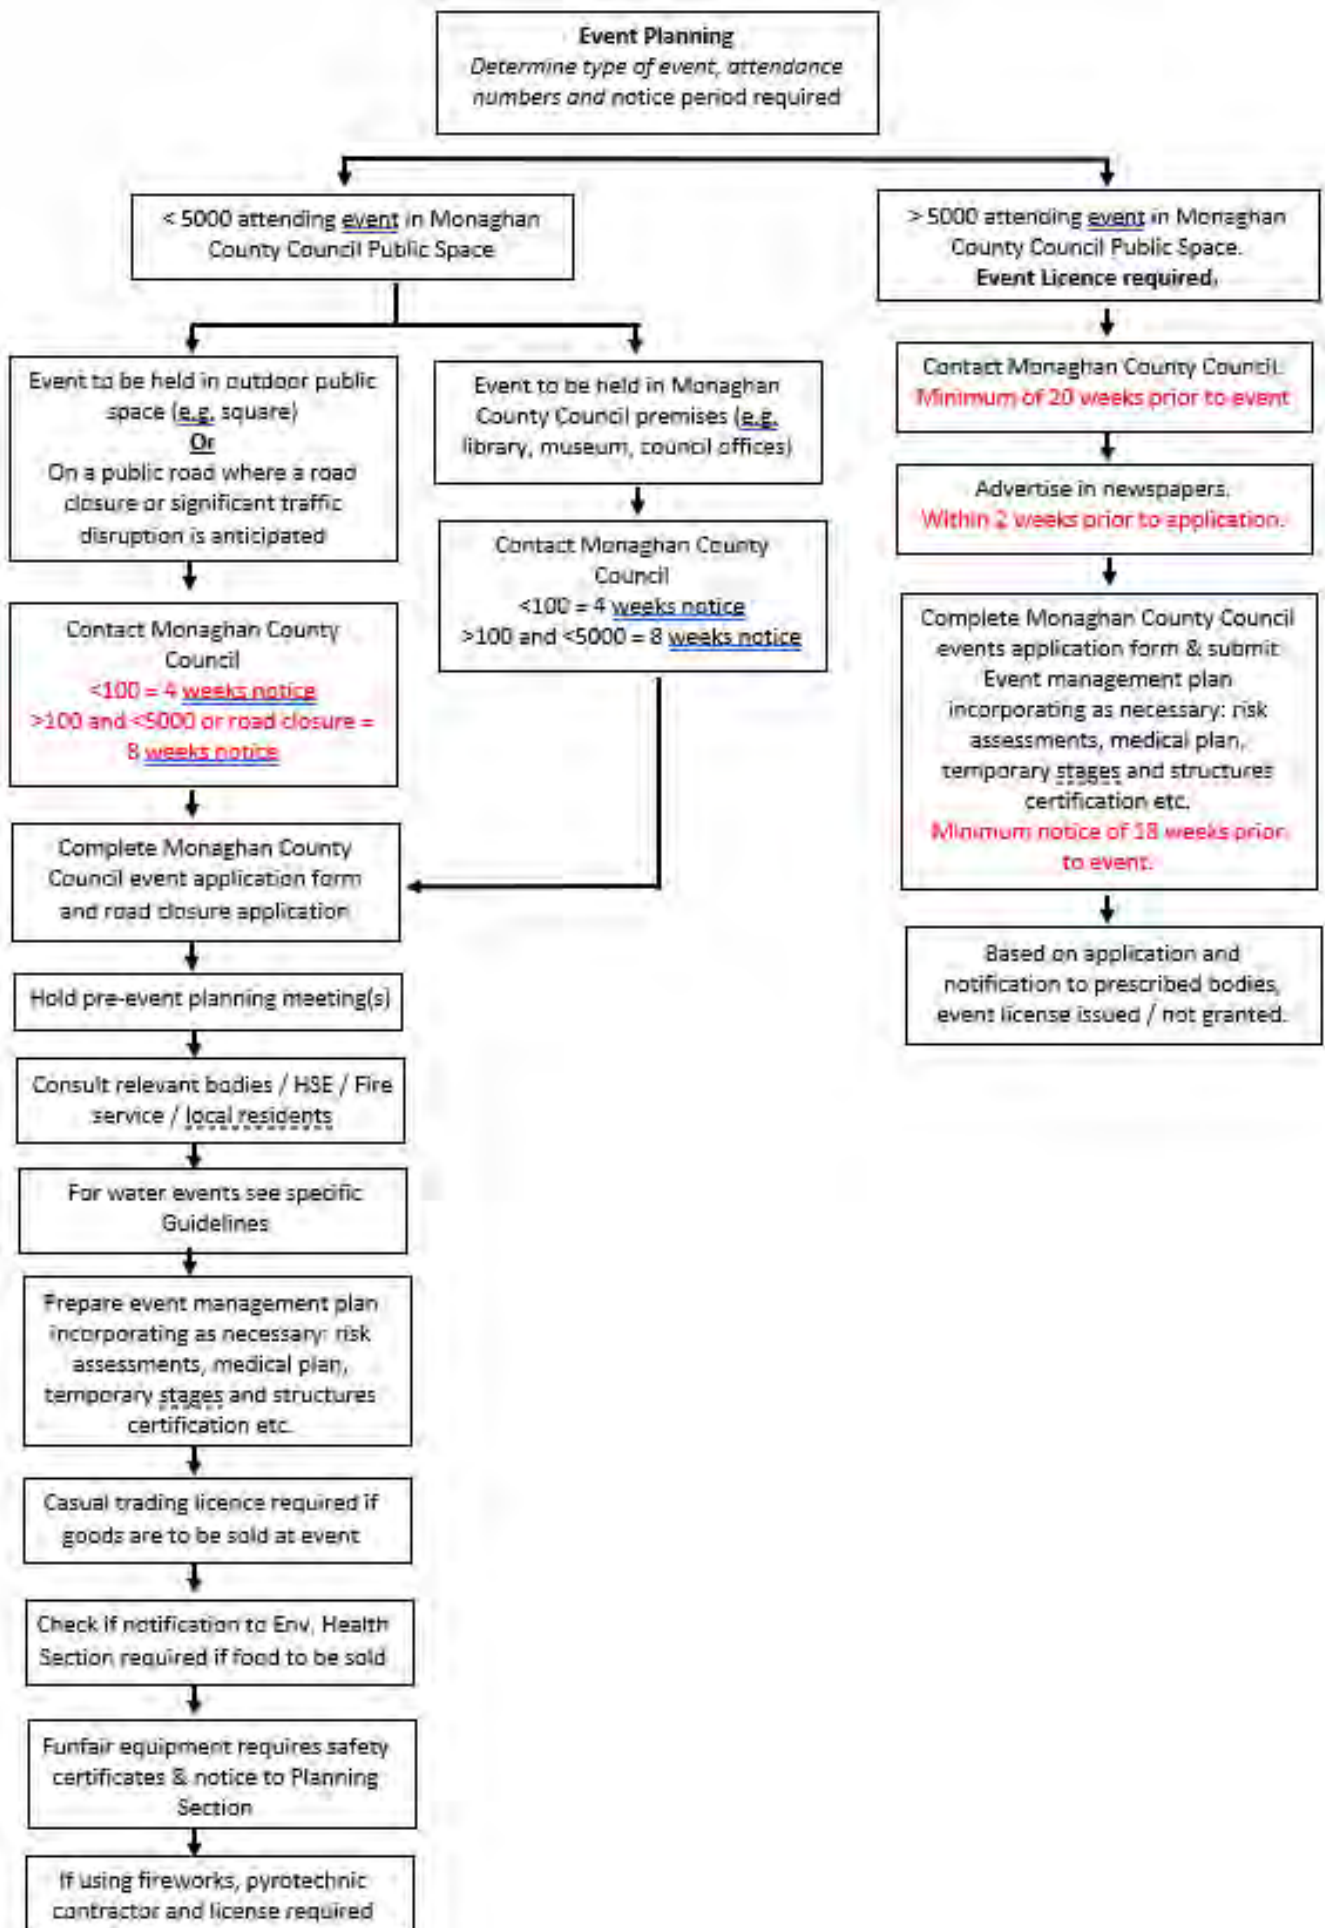 Event Planning
Determine type of event, attendance
numbers and notice period required
< 5000 attending event in Monaghan
County Council Public Space
> 5000 attending event in Monaghan
County Council Public Space.
Event Licence required.
Event to be held in outdoor public
space (e.g. square)
Or
On a public road where a road
closure or significant traffic
disruption is anticipated
Event to be held in Monaghan
County Council premises (e.g.
library, museum, council offices)
Contact Monaghan County Council.
Minimum of 20 weeks prior to event
Advertise in newspapers.
Within 2 weeks prior to application.
Contact Monaghan County
Council
<100 = 4 weeks notice
>100 and <5000 = 8 weeks notice
Contact Monaghan County
Council
<100 = 4 weeks notice
>100 and <5000 or road closure =
8 weeks notice
Complete Monaghan County Council
events application form & submit
Event management plan
incorporating as necessary: risk
assessments, medical plan,
temporary stages and structures
certification etc.
Minimum notice of 18 weeks prior
to event.
Complete Monaghan County
Council event application form
and road closure application
Based on application and
notification to prescribed bodies,
event license issued / not granted.
Hold pre-event planning meeting(s)
Consult relevant bodies / HSE / Fire
service / local residents
For water events see specific
Guidelines
Prepare event management plan
incorporating as necessary: risk
assessments, medical plan,
temporary stages and structures
certification etc.
Casual trading licence required if
goods are to be sold at event
Check if notification to Env. Health
Section required if food to be sold
Funfair equipment requires safety
certificates & notice to Planning
Section
If using fireworks, pyrotechnic
contractor and license required